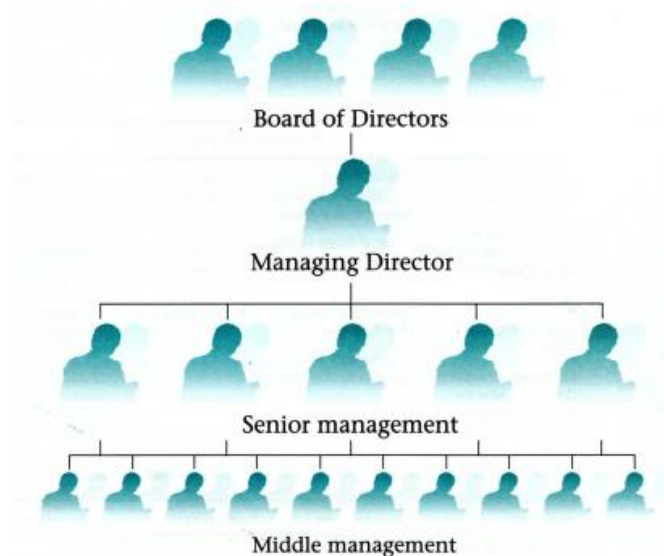 Board of Directors
Managing Director
Senior management
Middle management